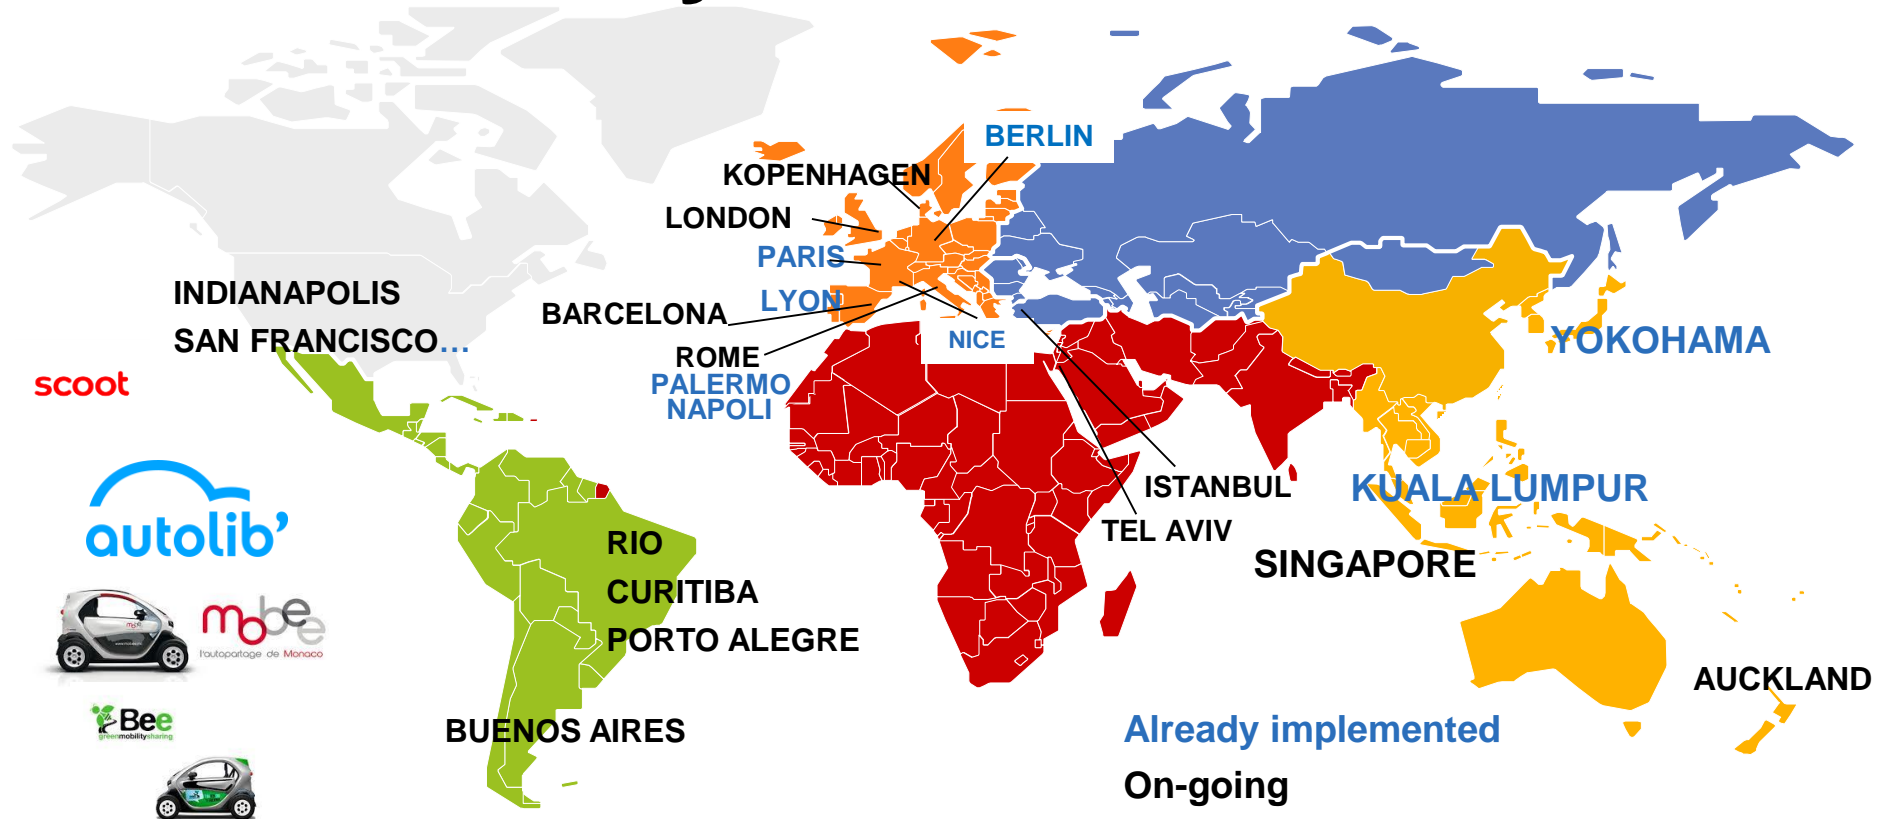 BERLIN
KOPENHAGEN
LONDON
PARIS
LYON
BARCELONA
NICE
ROME
PALERMO
NAPOLI
INDIANAPOLIS
SAN FRANCISCO...
scoot
autolib'
mobee
l'autopartage de Monaco
Bee
greenmobilitysharing
YOKOHAMA
ISTANBUL
TEL AVIV
KUALA LUMPUR
SINGAPORE
RIO
CURITIBA
PORTO ALEGRE
BUENOS AIRES
AUCKLAND
Already implemented
On-going